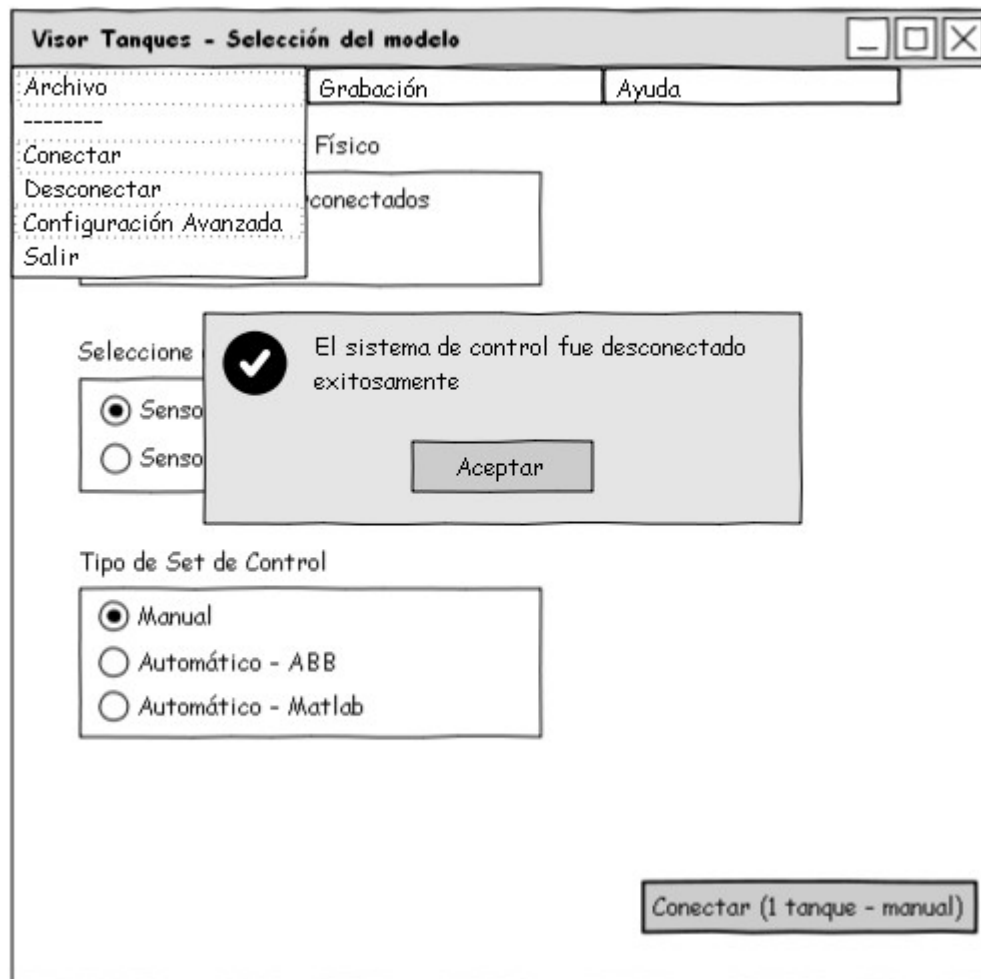 Visor Tanques - Selección del modelo
Archivo
Grabación
Ayuda
--------
Conectar
Desconectar
Configuración Avanzada
Salir
Físico
conectados
Seleccione
Senso
Senso
El sistema de control fue desconectado
exitosamente
Aceptar
Tipo de Set de Control
Manual
Automático - ABB
Automático - Matlab
Conectar (1 tanque - manual)